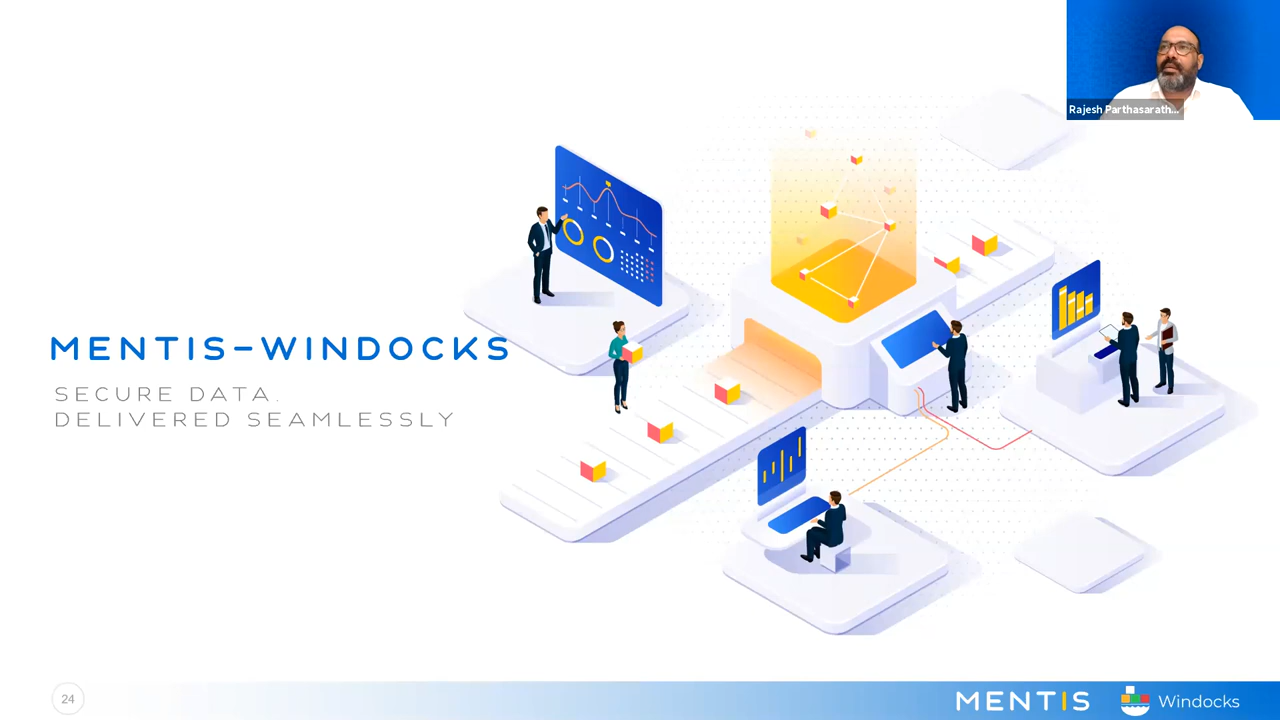 Rajesh Parthasarath...
MENTIS-WINDOCKS
SECURE DATA.
DELIVERED SEAMLESSLY
24
MENTIS
Windocks